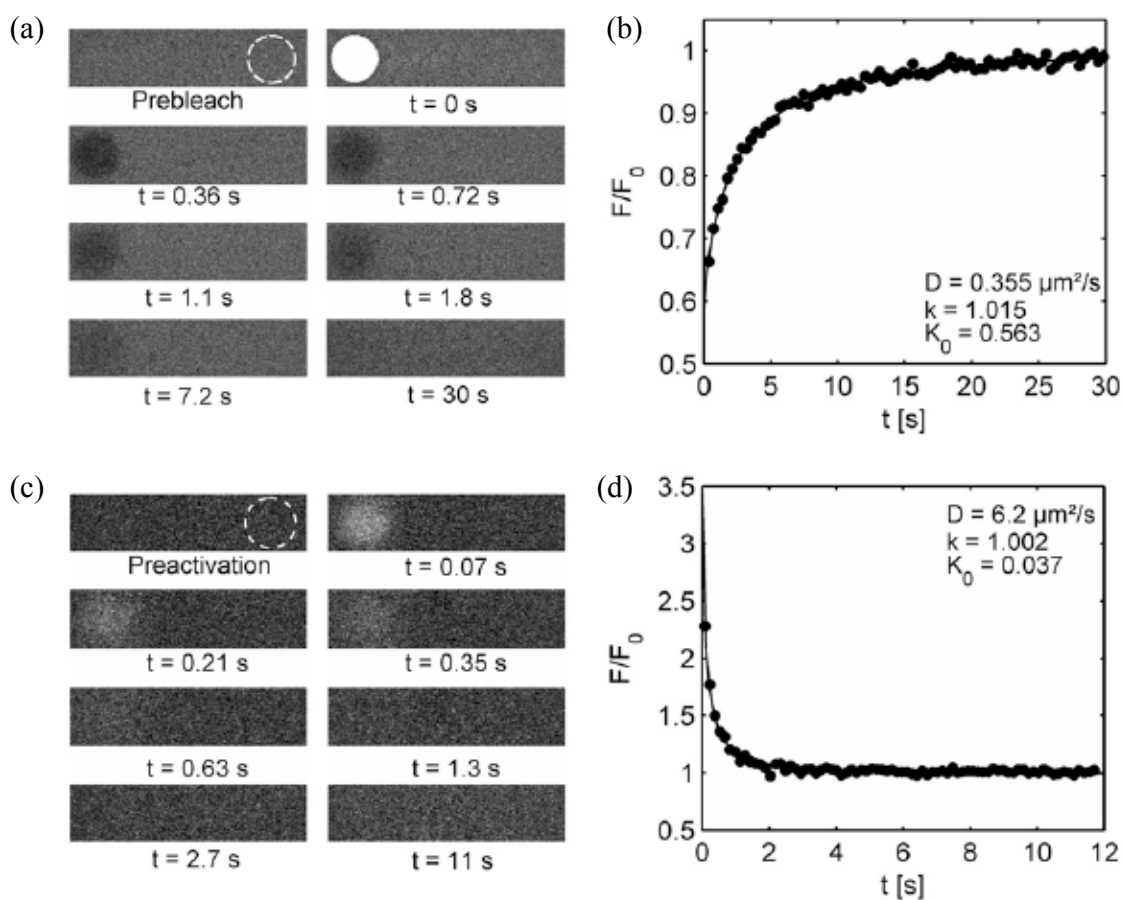 (a)
Prebleach
t = 0 s
t = 0.36 s
t = 0.72 s
t = 1.1 s
t = 1.8 s
t = 7.2 s
t = 30 s
(b)
1
0.9
0.8
0.7
0.6
0.5
F/F₀
D = 0.355 µm²/s
k = 1.015
K₀ = 0.563
0 5 10 15 20 25 30
t [s]
(c)
Preactivation
t = 0.07 s
t = 0.21 s
t = 0.35 s
t = 0.63 s
t = 1.3 s
t = 2.7 s
t = 11 s
(d)
3.5
3
2.5
2
1.5
1
0.5
F/F₀
D = 6.2 µm²/s
k = 1.002
K₀ = 0.037
0 2 4 6 8 10 12
t [s]